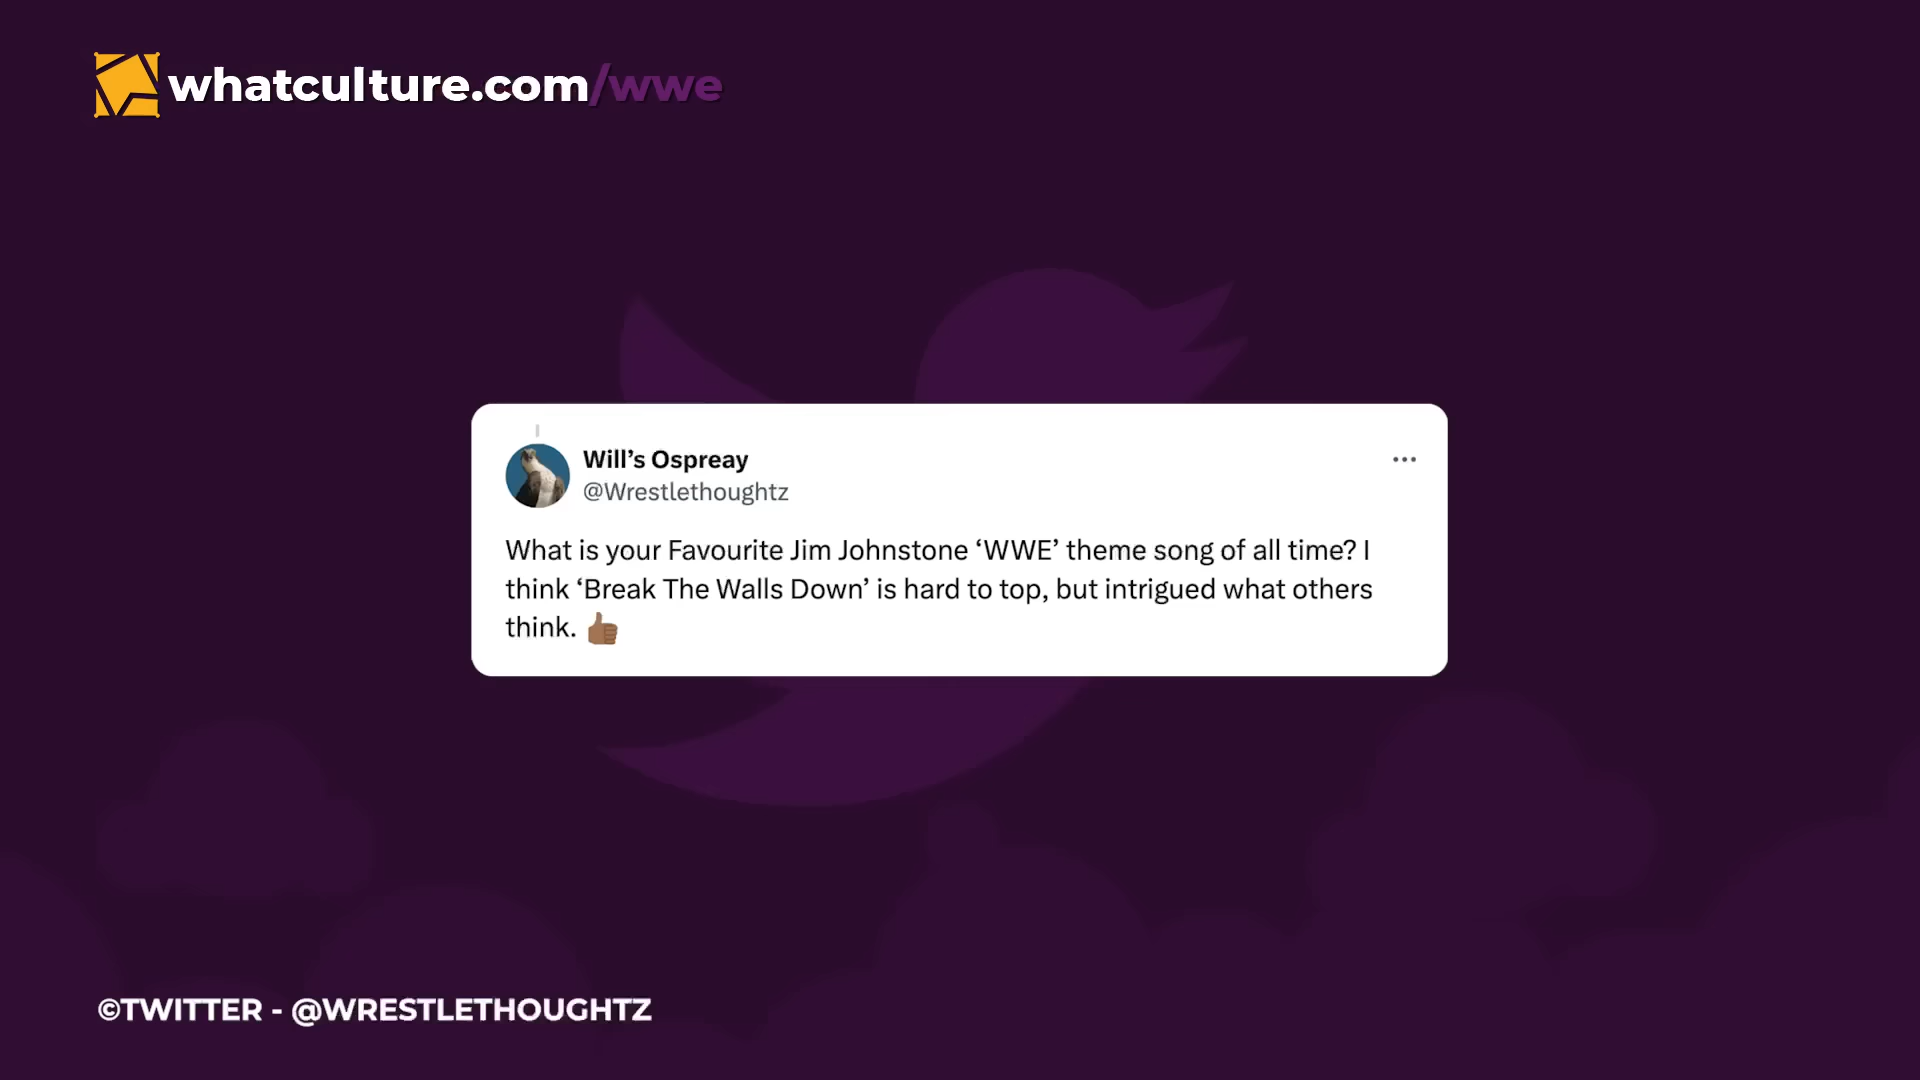 whatculture.com/wwe
Will’s Ospreay
@Wrestlethoughtz
What is your Favourite Jim Johnstone ‘WWE’ theme song of all time? I
think ‘Break The Walls Down’ is hard to top, but intrigued what others
think. 👍🏾
©TWITTER - @WRESTLETHOUGHTZ